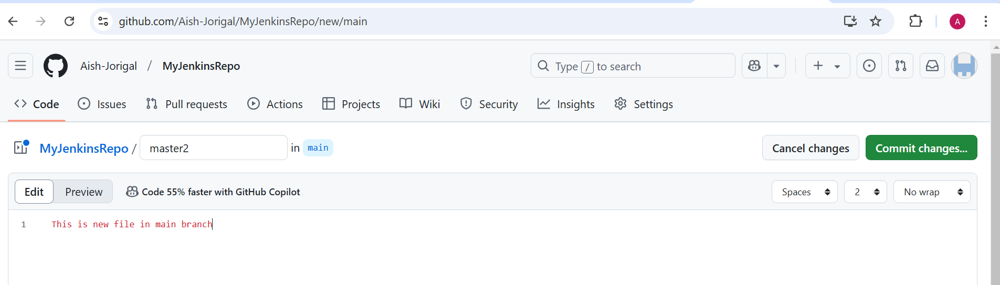 github.com/Aish-Jorigal/MyJenkinsRepo/new/main
A
Aish-Jorigal / MyJenkinsRepo
Type / to search
Code Issues Pull requests Actions Projects Wiki Security Insights Settings
MyJenkinsRepo / master2 in main
Cancel changes Commit changes...
Edit Preview Code 55% faster with GitHub Copilot
Spaces 2 No wrap
1 This is new file in main branch